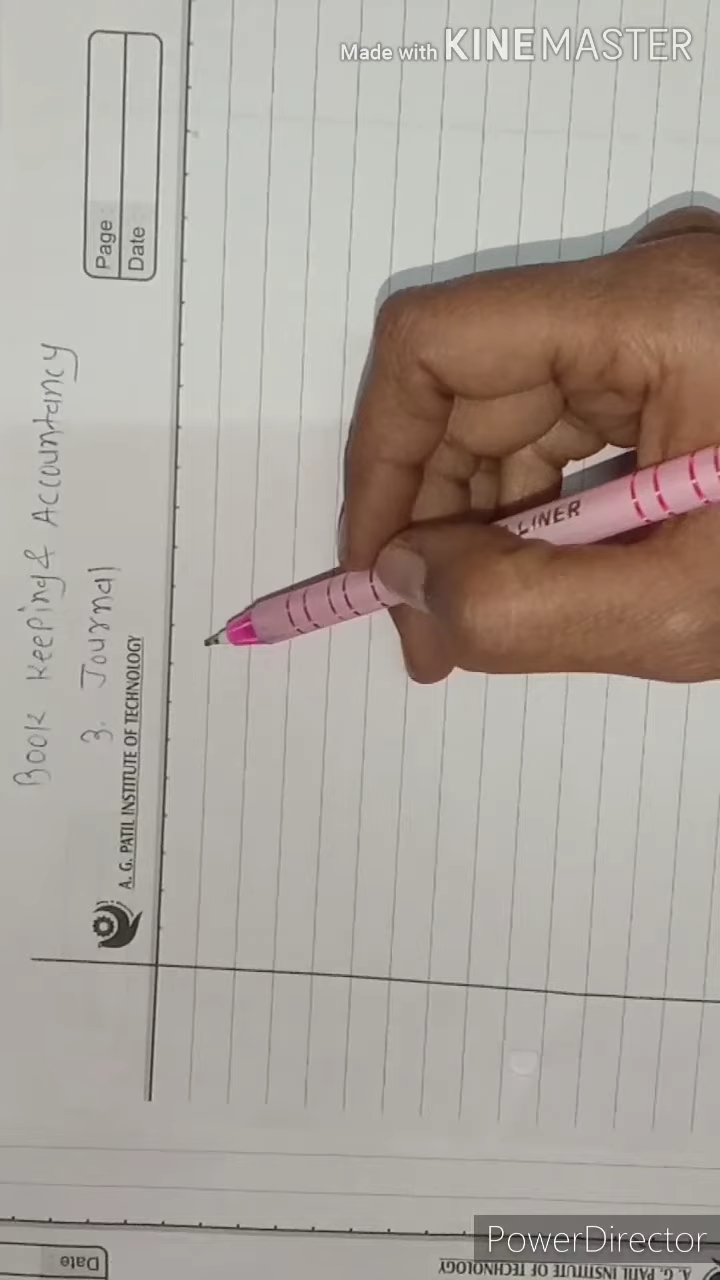 Made with KINEMASTER
Book Keeping & Accountancy
3. Journal
A. G. PATIL INSTITUTE OF TECHNOLOGY
Page :
Date :
LINER
Date :
A. G. PATIL INSTITUTE OF TECHNOLOGY
PowerDirector